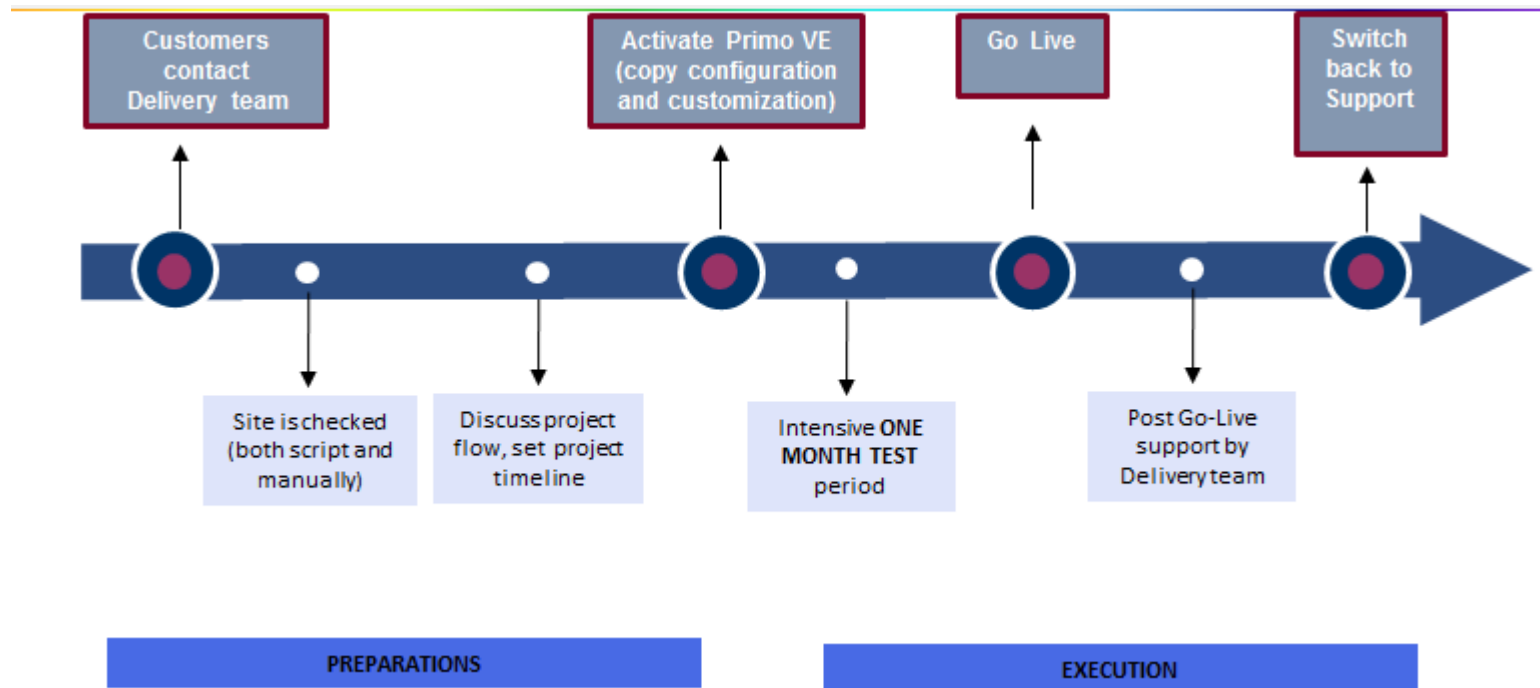 Customers
contact
Delivery team
Activate Primo VE
(copy configuration
and customization)
Go Live
Switch
back to
Support
Site is checked
(both script and
manually)
Discuss project
flow, set project
timeline
Intensive ONE
MONTH TEST
period
Post Go-Live
support by
Delivery team
PREPARATIONS
EXECUTION